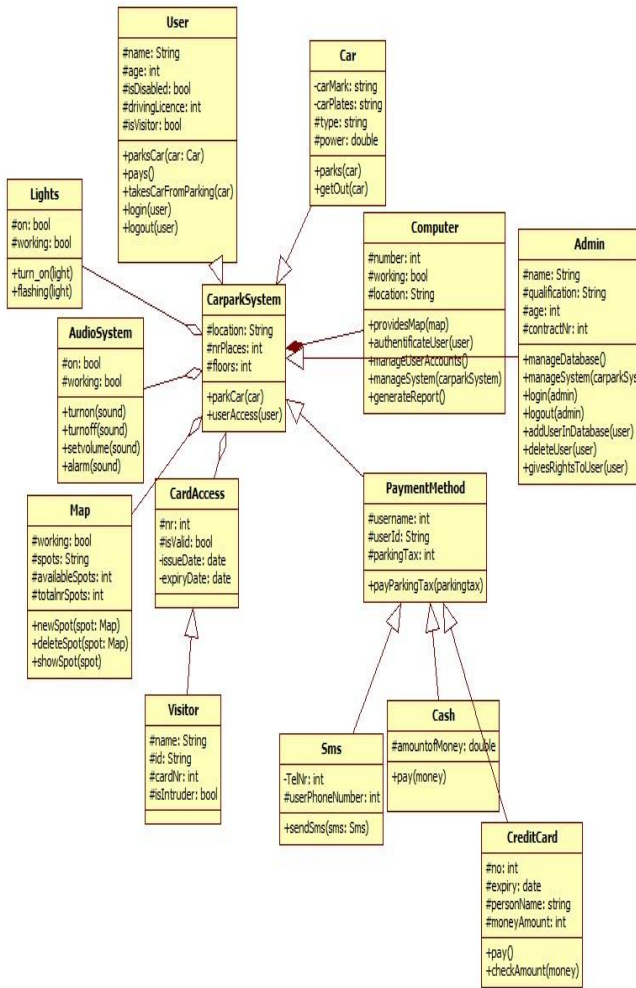 User
#name: String
#age: int
#isDisabled: bool
#drivingLicence: int
#isVisitor: bool
+parksCar(car: Car)
+pays()
+takesCarFromParking(car)
+login(user)
+logout(user)
Car
-carMark: string
-carPlates: string
#type: string
#power: double
+parks(car)
+getOut(car)
Lights
#on: bool
#working: bool
+turn_on(light)
+flashing(light)
CarparkSystem
#location: String
#nrPlaces: int
#floors: int
+parkCar(car)
+userAccess(user)
Computer
#number: int
#working: bool
#location: String
+providesMap(map)
+authentificateUser(user)
+manageUserAccounts()
+manageSystem(carparkSystem)
+generateReport()
Admin
#name: String
#qualification: String
#age: int
#contractNr: int
+manageDatabase()
+manageSystem(carparkSys
+login(admin)
+logout(admin)
+addUserInDatabase(user)
+deleteUser(user)
+givesRightsToUser(user)
AudioSystem
#on: bool
#working: bool
+turnon(sound)
+turnoff(sound)
+setvolume(sound)
+alarm(sound)
Map
#working: bool
#spots: String
#availableSpots: int
#totalnrSpots: int
+newSpot(spot: Map)
+deleteSpot(spot: Map)
+showSpot(spot)
CardAccess
#nr: int
#isValid: bool
-issueDate: date
-expiryDate: date
PaymentMethod
#username: int
#userId: String
#parkingTax: int
+payParkingTax(parkingtax)
Visitor
#name: String
#id: String
#cardNr: int
#isIntruder: bool
Sms
-TelNr: int
#userPhoneNumber: int
+sendSms(sms: Sms)
Cash
#amountofMoney: double
+pay(money)
CreditCard
#no: int
#expiry: date
#personName: string
#moneyAmount: int
+pay()
+checkAmount(money)